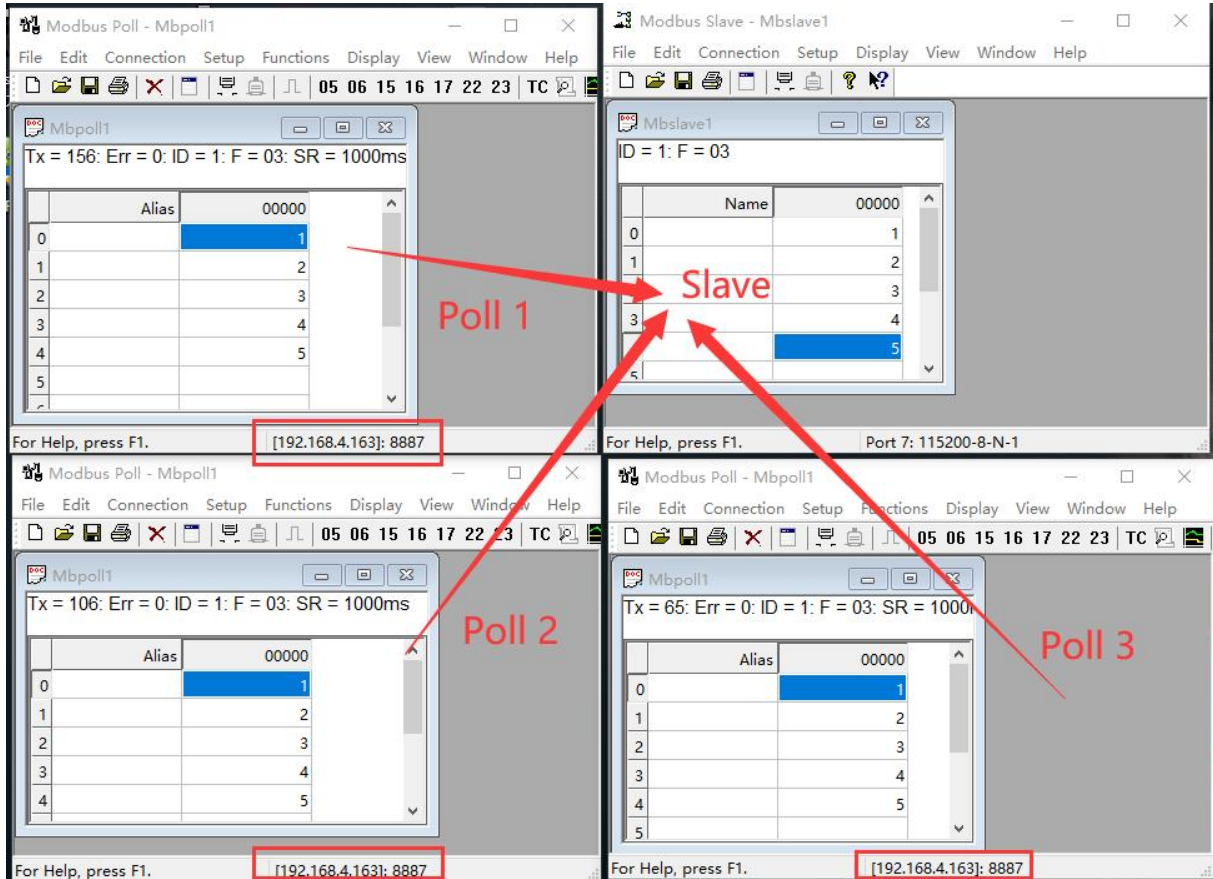 Modbus Poll - Mbpoll1
File Edit Connection Setup Functions Display View Window Help
05 06 15 16 17 22 23 TC
Mbpoll1
Tx = 156: Err = 0: ID = 1: F = 03: SR = 1000ms
Alias 00000
0 1
1 2
2 3
3 4
4 5
5
For Help, press F1. [192.168.4.163]: 8887
Poll 1
Modbus Slave - Mbslave1
File Edit Connection Setup Display View Window Help
Mbslave1
ID = 1: F = 03
Name 00000
0 1
1 2
3
3 4
5
5
For Help, press F1. Port 7: 115200-8-N-1
Slave
Modbus Poll - Mbpoll1
File Edit Connection Setup Functions Display View Window Help
05 06 15 16 17 22 23 TC
Mbpoll1
Tx = 106: Err = 0: ID = 1: F = 03: SR = 1000ms
Alias 00000
0 1
1 2
2 3
3 4
4 5
For Help, press F1. [192.168.4.163]: 8887
Poll 2
Modbus Poll - Mbpoll1
File Edit Connection Setup Functions Display View Window Help
05 06 15 16 17 22 23 TC
Mbpoll1
Tx = 65: Err = 0: ID = 1: F = 03: SR = 1000
Alias 00000
0 1
1 2
2 3
3 4
4 5
5
For Help, press F1. [192.168.4.163]: 8887
Poll 3